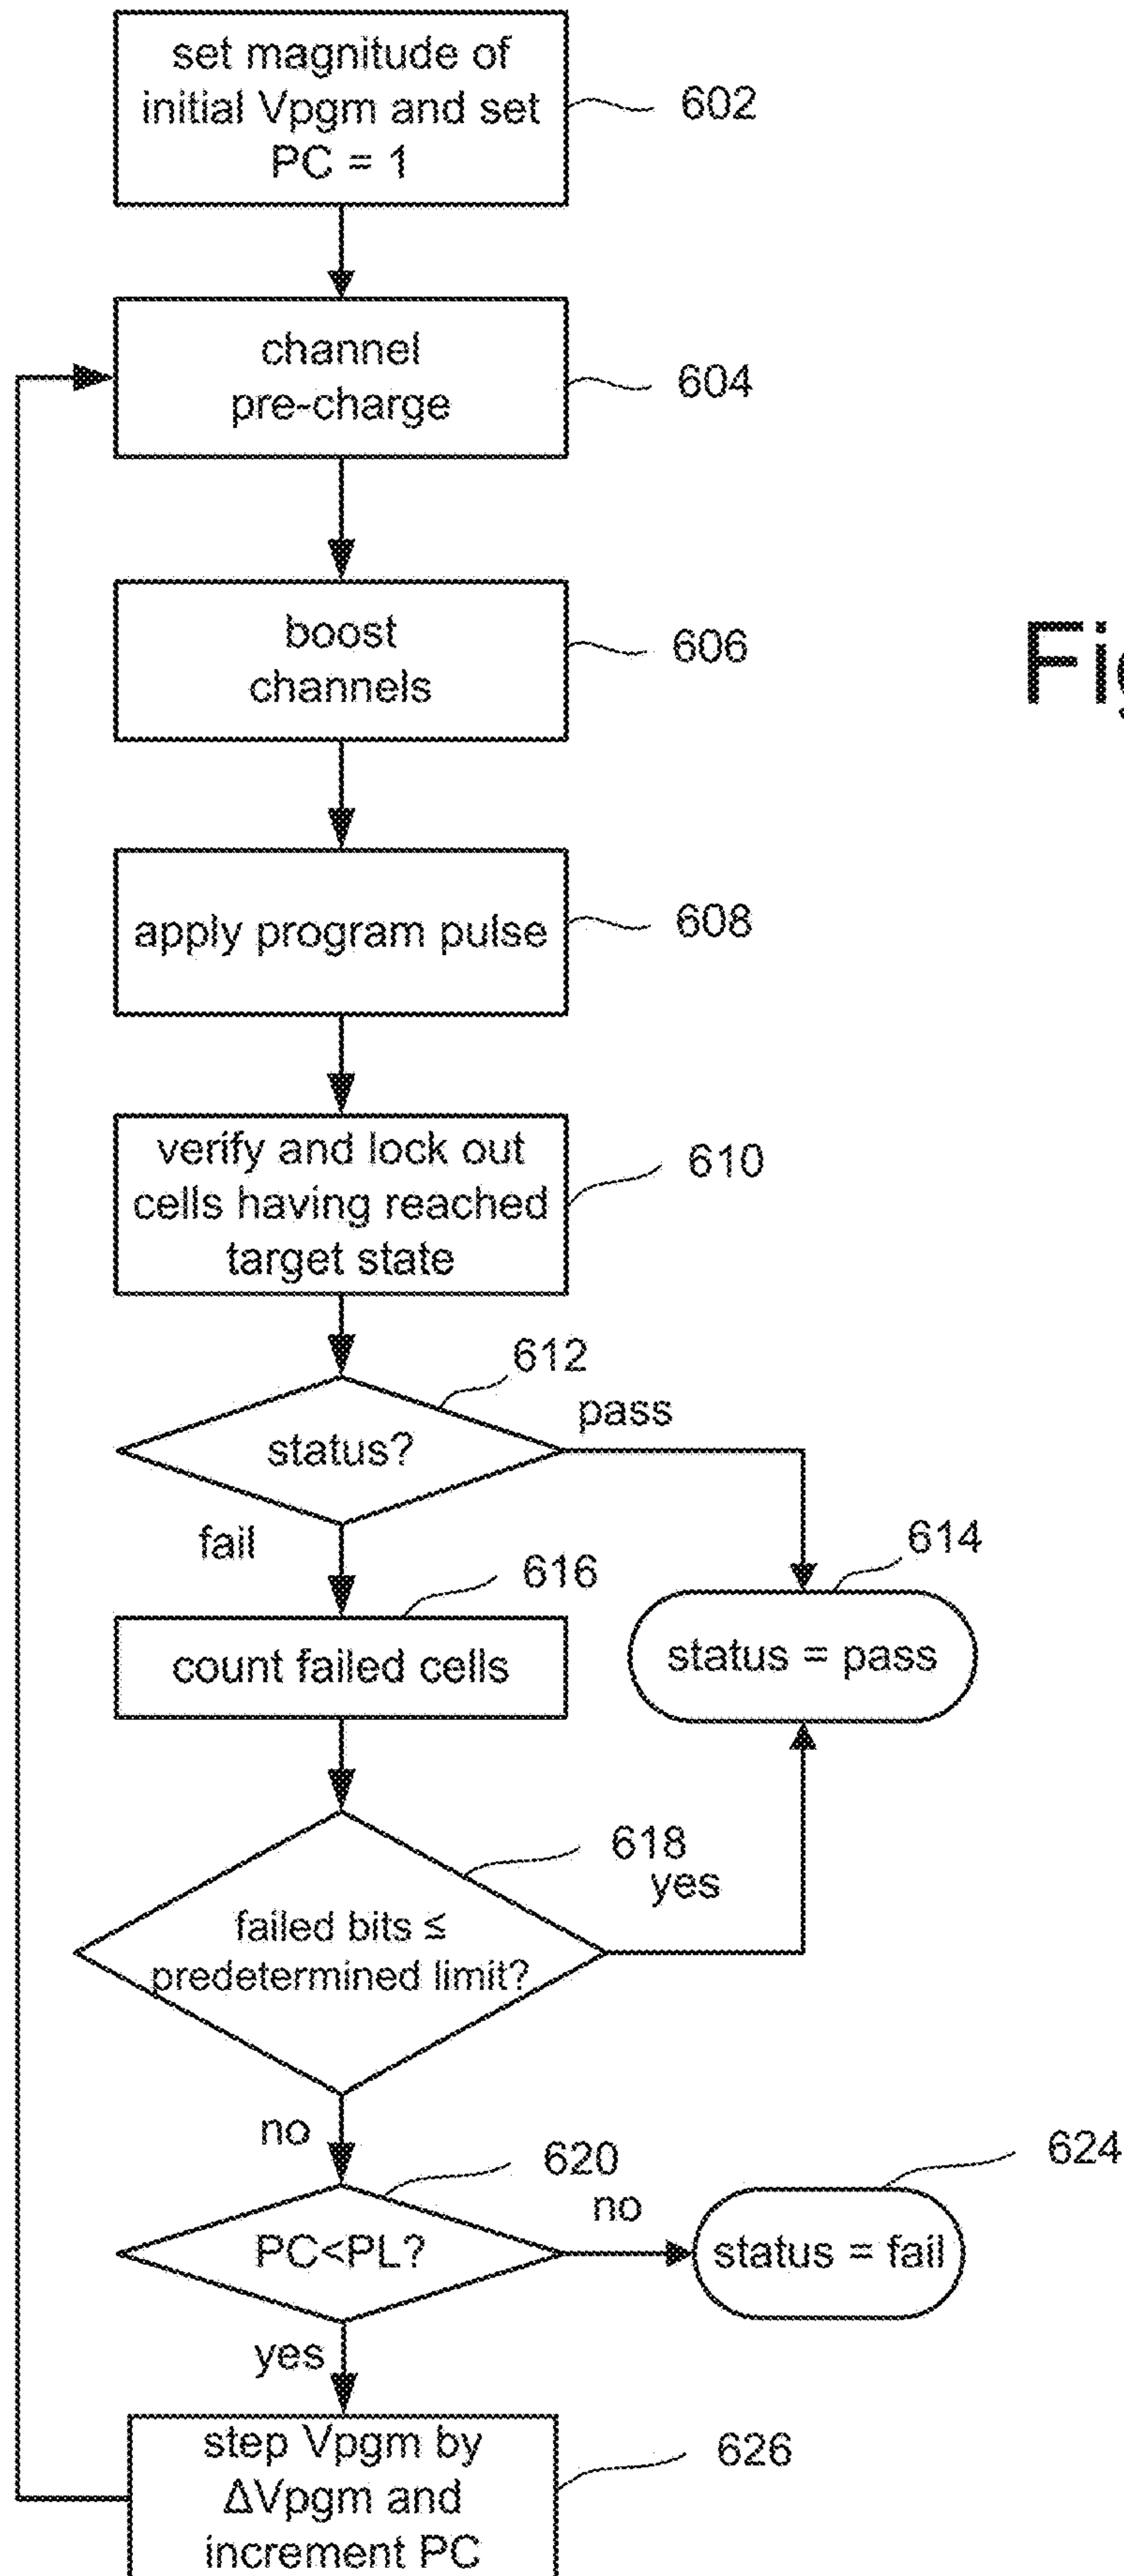 set magnitude of
initial Vpgm and set
PC = 1
602
channel
pre-charge
604
boost
channels
606
Fi
apply program pulse
608
verify and lock out
cells having reached
target state
610
612
status?
pass
fail
614
status = pass
616
count failed cells
618
yes
failed bits ≤
predetermined limit?
no
620
624
PC<PL?
no
status = fail
yes
step Vpgm by
ΔVpgm and
increment PC
626